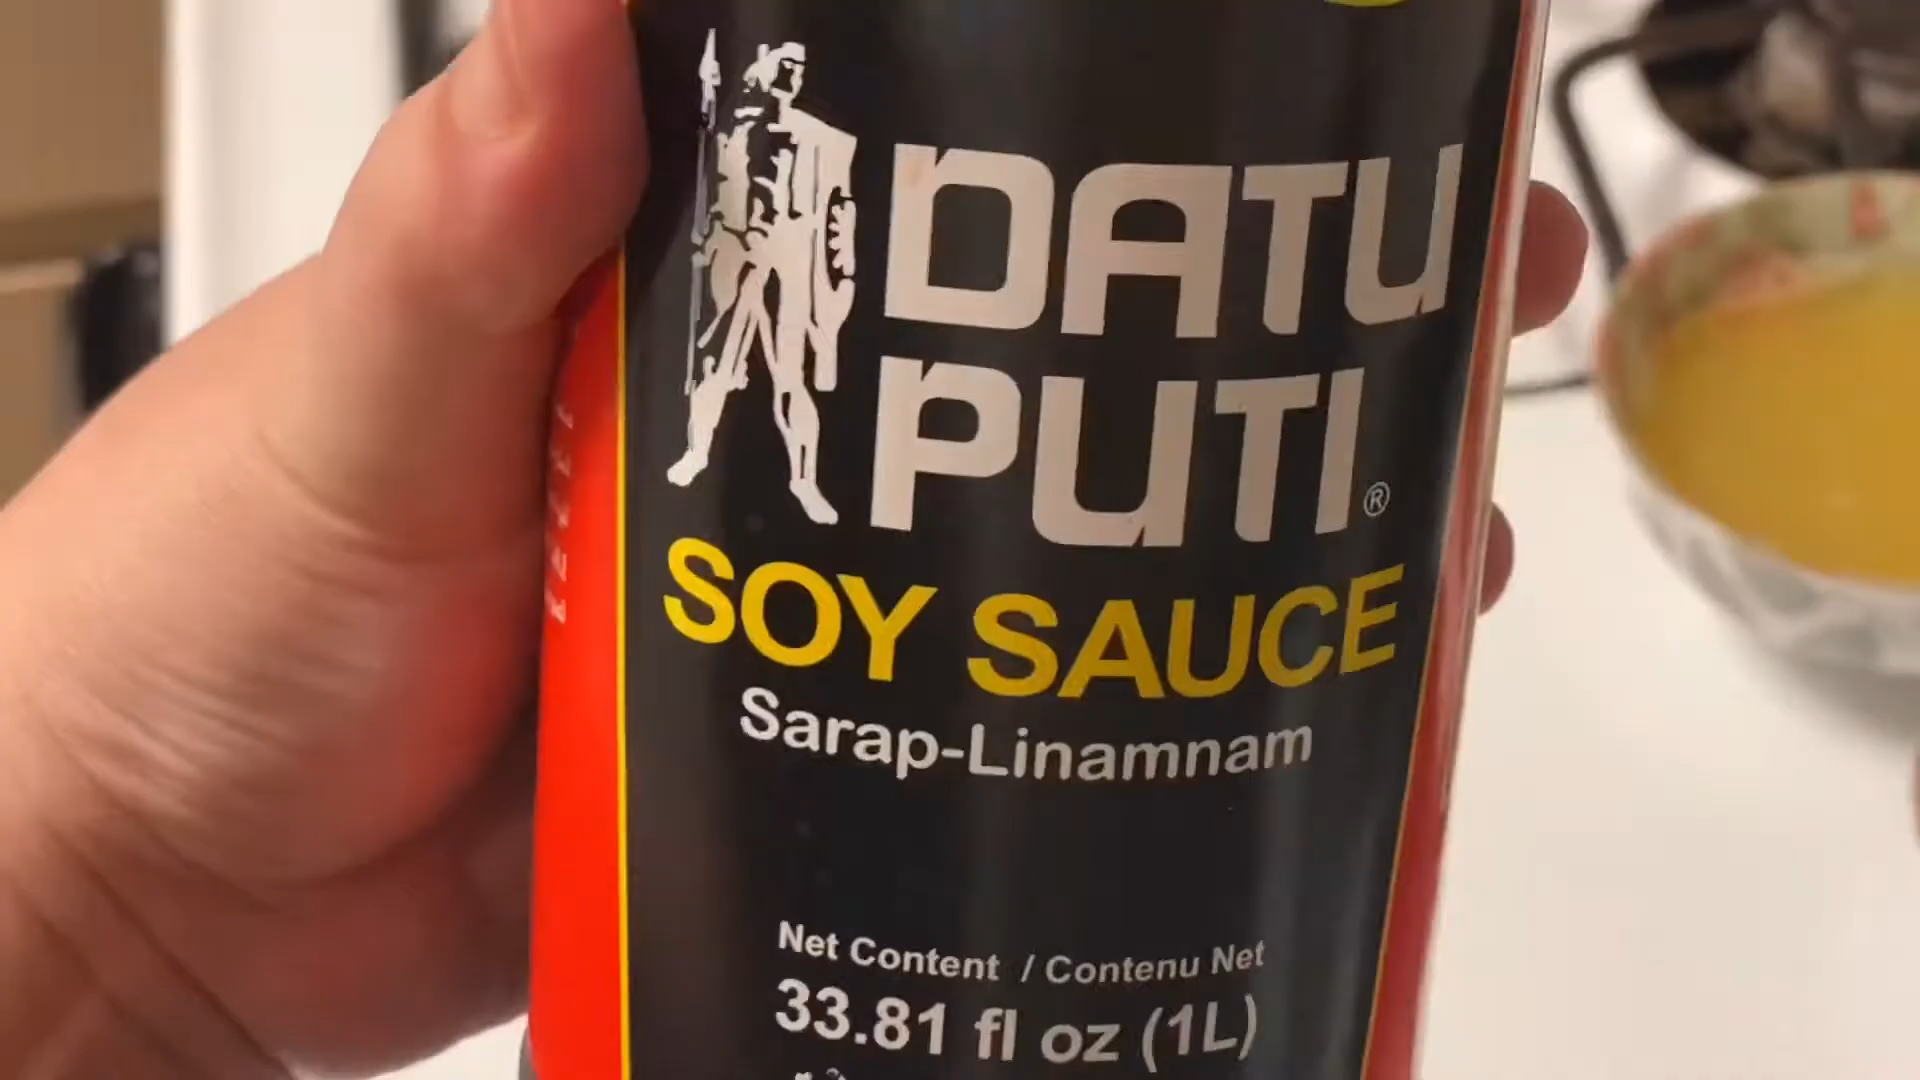 DATU
PUTI®
SOY SAUCE
Sarap-Linamnam
Net Content / Contenu Net
33.81 fl oz (1L)